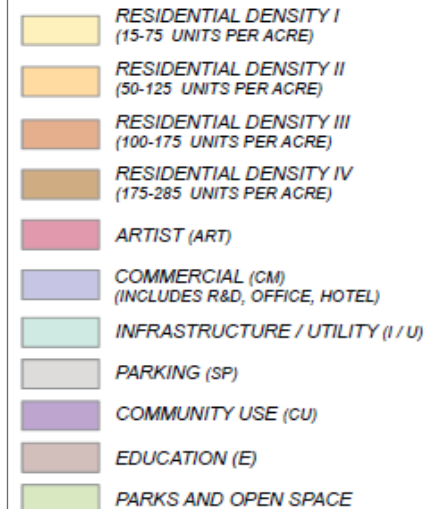 RESIDENTIAL DENSITY I
(15-75 UNITS PER ACRE)
RESIDENTIAL DENSITY II
(50-125 UNITS PER ACRE)
RESIDENTIAL DENSITY III
(100-175 UNITS PER ACRE)
RESIDENTIAL DENSITY IV
(175-285 UNITS PER ACRE)
ARTIST (ART)
COMMERCIAL (CM)
(INCLUDES R&D, OFFICE, HOTEL)
INFRASTRUCTURE / UTILITY (I / U)
PARKING (SP)
COMMUNITY USE (CU)
EDUCATION (E)
PARKS AND OPEN SPACE